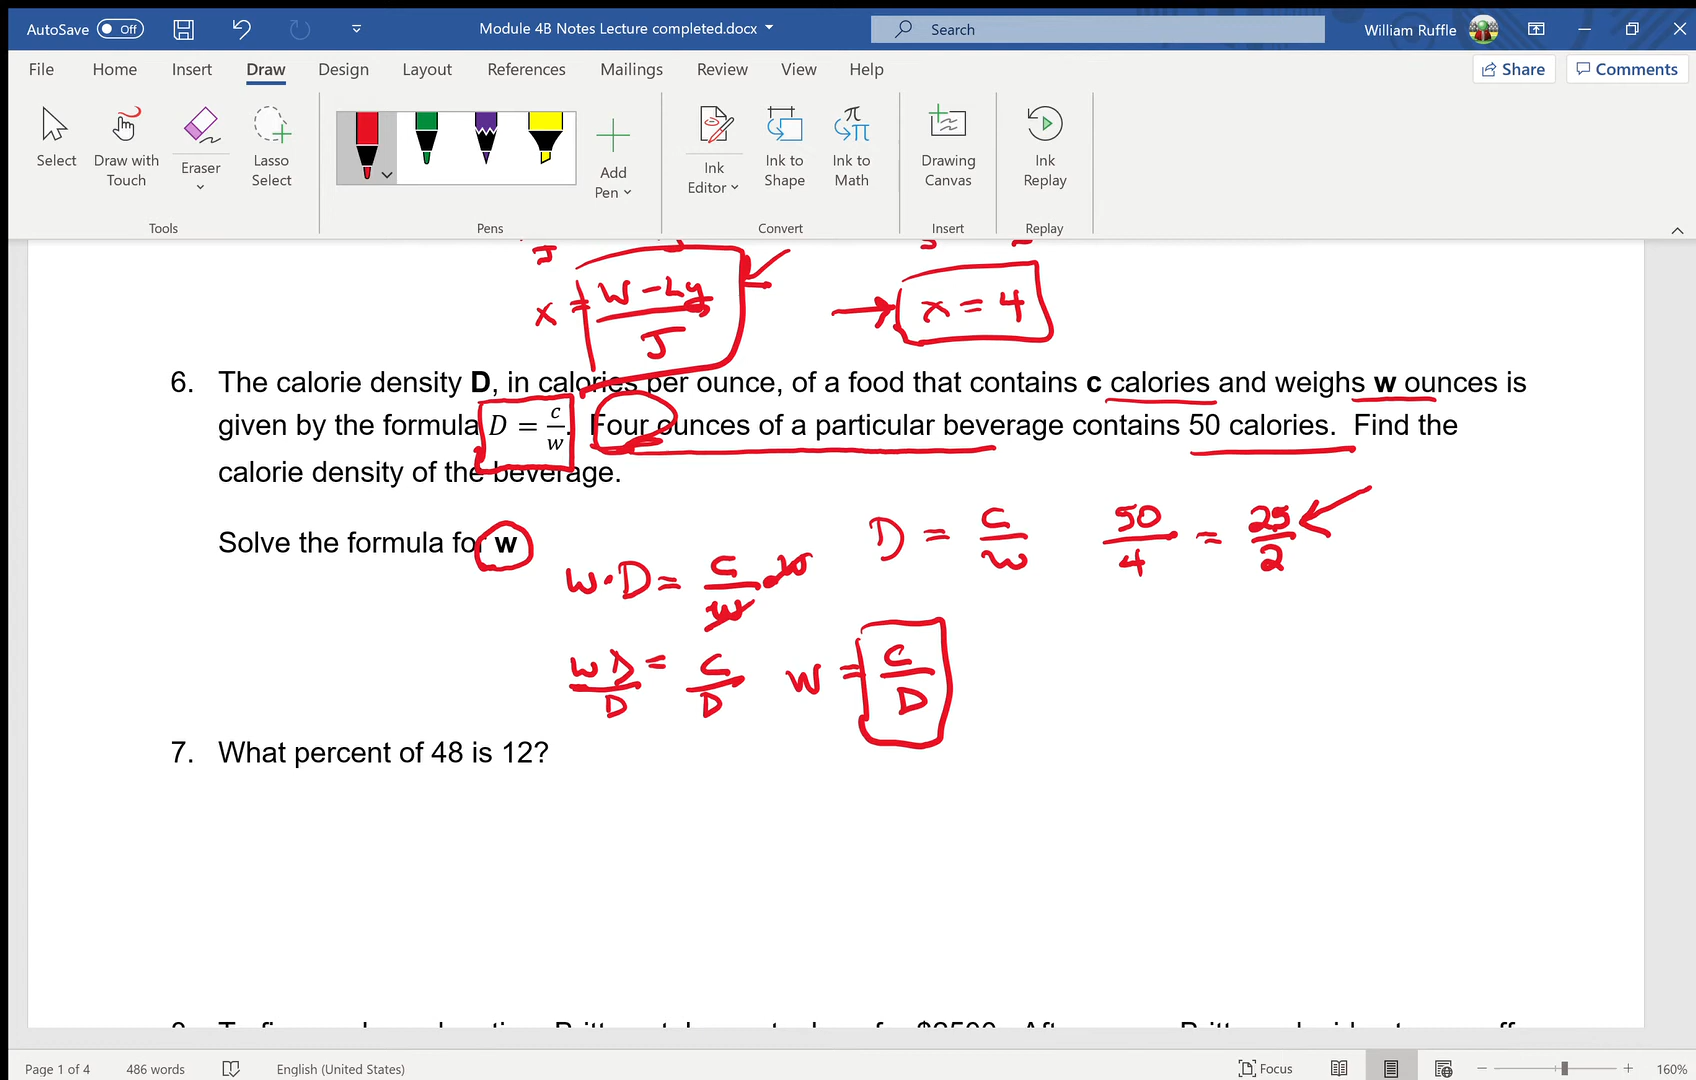 AutoSave Off Module 4B Notes Lecture completed.docx Search William Ruffle
File Home Insert Draw Design Layout References Mailings Review View Help Share Comments
Select Draw with Touch Eraser Lasso Select Add Pen Ink Editor Ink to Shape Ink to Math Drawing Canvas Ink Replay
Tools Pens Convert Insert Replay
x = W - Ly / J
x = 4
6. The calorie density D, in calories per ounce, of a food that contains c calories and weighs w ounces is
given by the formula D = c/w. Four ounces of a particular beverage contains 50 calories. Find the
calorie density of the beverage.
D = c/w 50/4 = 25/2
Solve the formula for w
w·D = c/w w
wD/D = c/D w = c/D
7. What percent of 48 is 12?
Page 1 of 4 486 words English (United States) Focus 160%